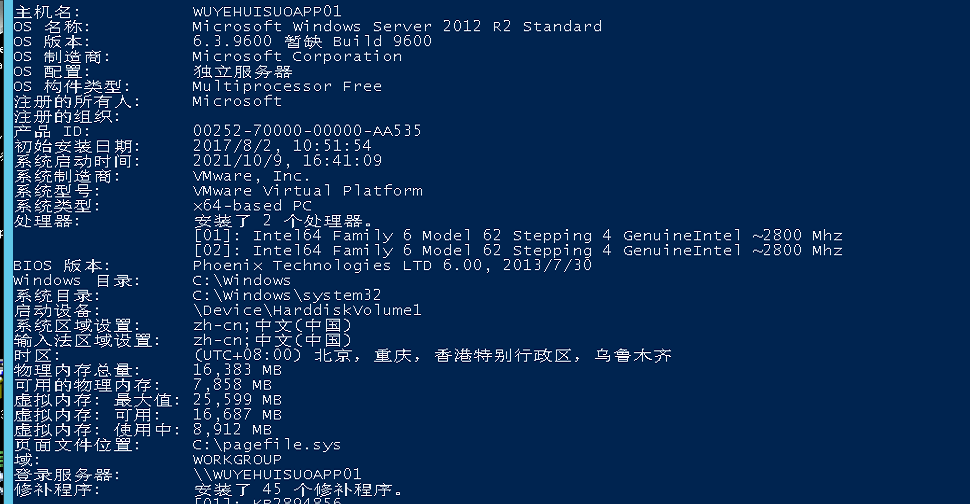 主机名: WUYEHUISUOAPP01
OS 名称: Microsoft Windows Server 2012 R2 Standard
OS 版本: 6.3.9600 暂缺 Build 9600
OS 制造商: Microsoft Corporation
OS 配置: 独立服务器
OS 构件类型: Multiprocessor Free
注册的所有人: Microsoft
注册的组织:
产品 ID: 00252-70000-00000-AA535
初始安装日期: 2017/8/2, 10:51:54
系统启动时间: 2021/10/9, 16:41:09
系统制造商: VMware, Inc.
系统型号: VMware Virtual Platform
系统类型: x64-based PC
处理器: 安装了 2 个处理器。
[01]: Intel64 Family 6 Model 62 Stepping 4 GenuineIntel ~2800 Mhz
[02]: Intel64 Family 6 Model 62 Stepping 4 GenuineIntel ~2800 Mhz
BIOS 版本: Phoenix Technologies LTD 6.00, 2013/7/30
Windows 目录: C:\Windows
系统目录: C:\Windows\system32
启动设备: \Device\HarddiskVolume1
系统区域设置: zh-cn;中文(中国)
输入法区域设置: zh-cn;中文(中国)
时区: (UTC+08:00) 北京，重庆，香港特别行政区，乌鲁木齐
物理内存总量: 16,383 MB
可用的物理内存: 7,858 MB
虚拟内存: 最大值: 25,599 MB
虚拟内存: 可用: 16,687 MB
虚拟内存: 使用中: 8,912 MB
页面文件位置: C:\pagefile.sys
域: WORKGROUP
登录服务器: \\WUYEHUISUOAPP01
修补程序: 安装了 45 个修补程序。